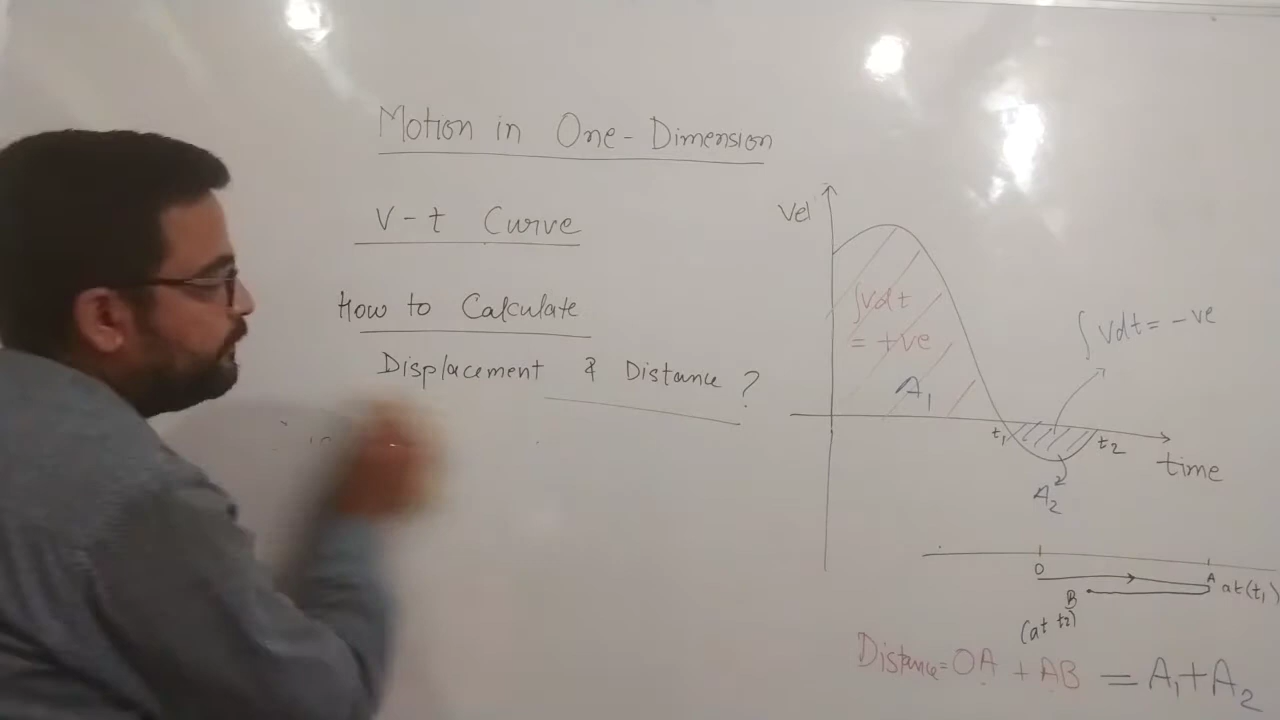 Motion in One-Dimension
V-t Curve
How to Calculate
Displacement & Distance?
Vel
∫vdt
= +ve
A₁
∫Vdt = -ve
t₁
t₂
time
A₂
O
A at(t₁)
B
(at t2)
Distance = OA + AB = A₁+A₂